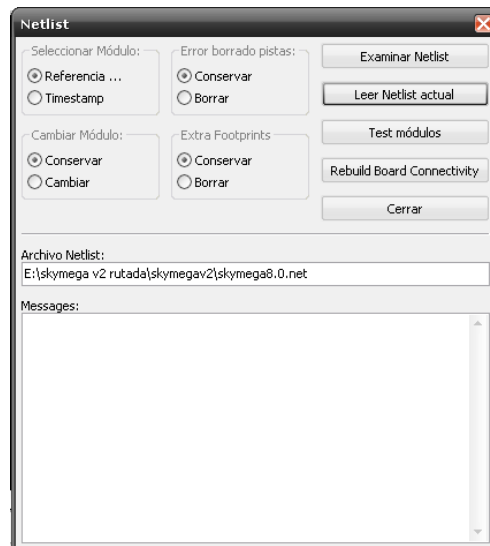 Netlist
Seleccionar Módulo:
Referencia ...
Timestamp
Error borrado pistas:
Conservar
Borrar
Examinar Netlist
Leer Netlist actual
Cambiar Módulo:
Conservar
Cambiar
Extra Footprints
Conservar
Borrar
Test módulos
Rebuild Board Connectivity
Cerrar
Archivo Netlist:
E:\skymega v2 rutada\skymegav2\skymega8.0.net
Messages: